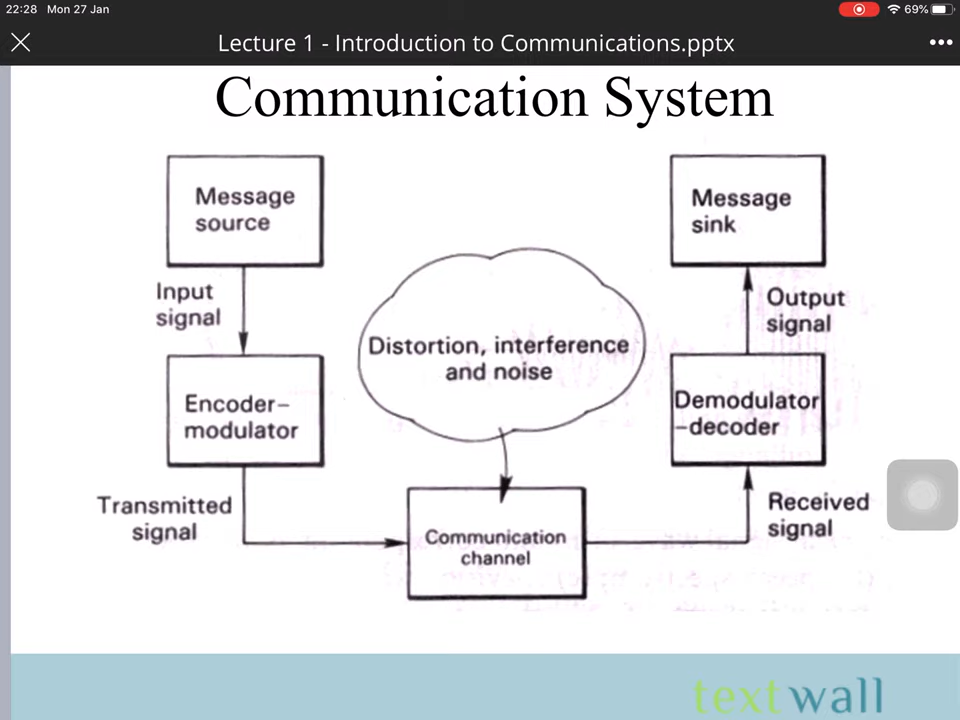 22:28 Mon 27 Jan
69%
Lecture 1 - Introduction to Communications.pptx
Communication System
Message
source
Message
sink
Input
signal
Output
signal
Distortion, interference
and noise
Encoder-
modulator
Demodulator
-decoder
Transmitted
signal
Received
signal
Communication
channel
textwall